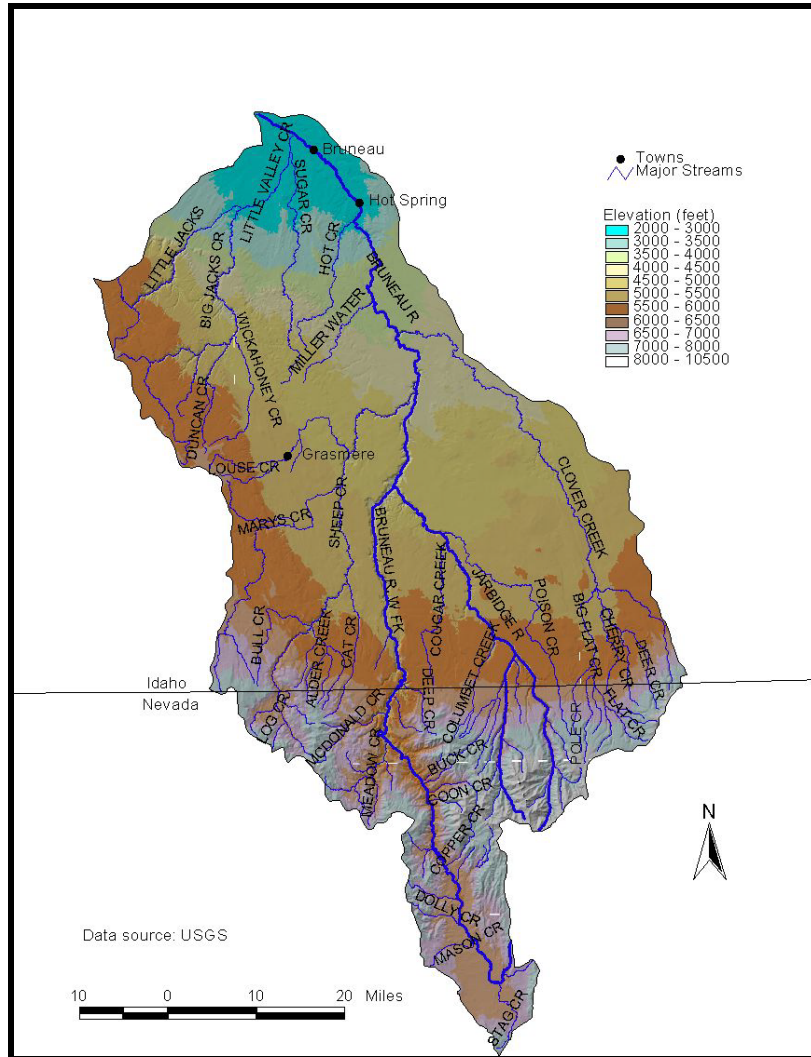 LITTLE VALLEY CR
Bruneau
Towns
Major Streams
SUGAR CR
Hot Spring
LITTLE JACKS
Elevation (feet)
2000 - 3000
3000 - 3500
3500 - 4000
4000 - 4500
4500 - 5000
5000 - 5500
5500 - 6000
6000 - 6500
6500 - 7000
7000 - 8000
8000 - 10500
BIG JACKS CR
HOT CR
BRUNEAU R
MILLER WATER
WICKAHONEY CR
DUNCAN CR
Grasmere
LOUSE CR
CLOVER CREEK
MARYS CR
SHEEP CR
BRUNEAU R, W FK
COUGAR CREEK
JARBIDGE R
POISON CR
BIG FLAT CR
CHERRY CR
DEER CR
BULL CR
ALDER CREEK
CAT CR
COLUMBET CREEK
DEEP CR
Idaho
Nevada
MCDONALD CR
FLAT CR
POLE CR
MEADOW CR
BUCK CR
COON CR
COPPER CR
N
DOLLY CR
Data source: USGS
MASON CR
10 0 10 20 Miles
STAG CR